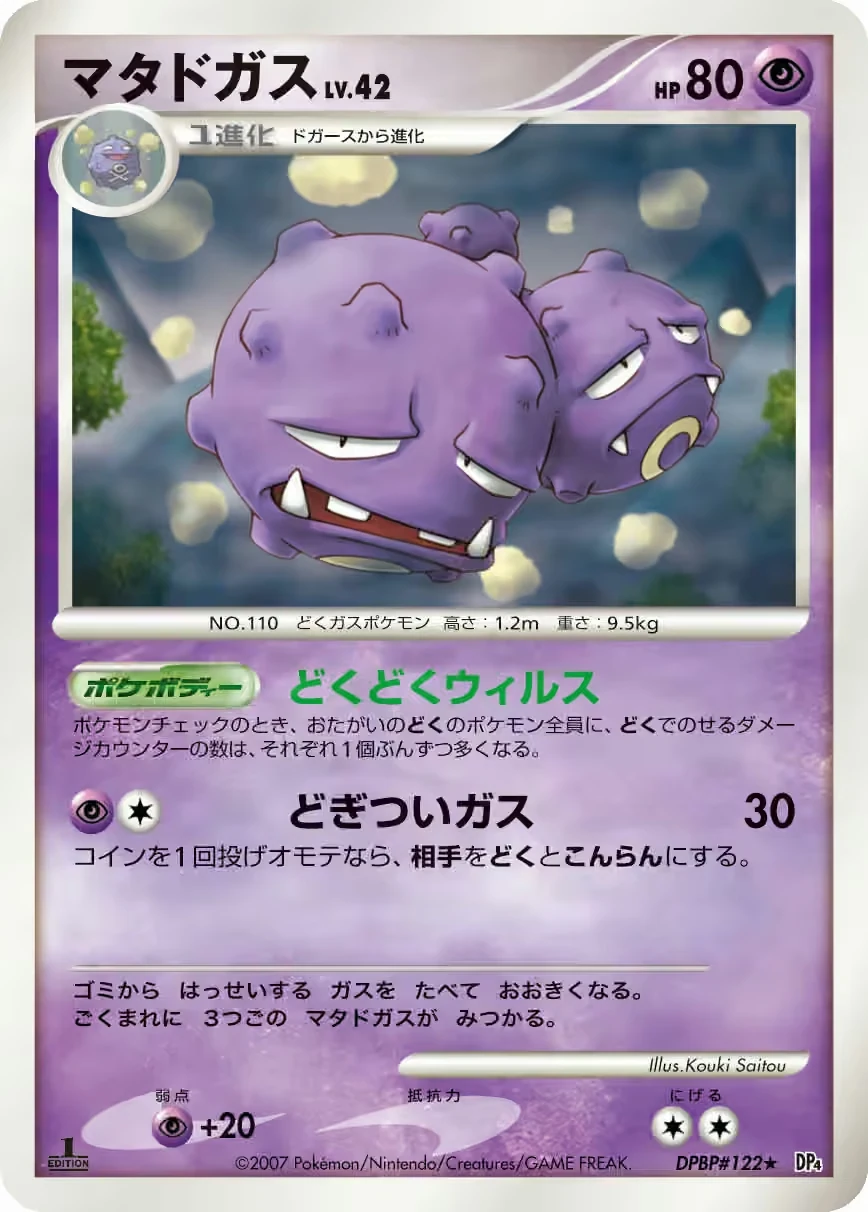 マタドガス LV.42 HP 80
1進化 ドガースから進化
NO.110 どくガスポケモン 高さ：1.2m 重さ：9.5kg
ポケボディー どくどくウィルス
ポケモンチェックのとき、おたがいのどくのポケモン全員に、どくでのせるダメー
ジカウンターの数は、それぞれ1個ぶんずつ多くなる。
どぎついガス 30
コインを1回投げオモテなら、相手をどくとこんらんにする。
ゴミから はっせいする ガスを たべて おおきくなる。
ごくまれに 3つごの マタドガスが みつかる。
Illus.Kouki Saitou
弱点 抵抗力 にげる
+20
1 EDITION
©2007 Pokémon/Nintendo/Creatures/GAME FREAK. DPBP#122★ DP4